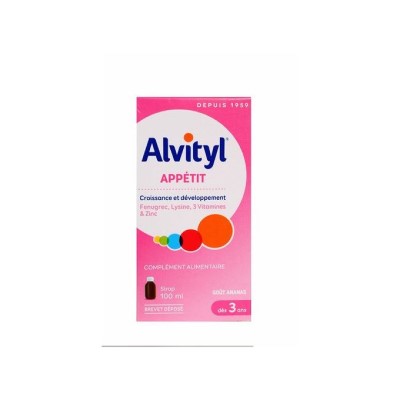 DEPUIS 1959
Alvityl®
APPÉTIT
Croissance et développement
Fenugrec, Lysine, 3 Vitamines
& Zinc
COMPLÉMENT ALIMENTAIRE
Sirop
100 ml
GOÛT ANANAS
BREVET DÉPOSÉ
dès 3 ans